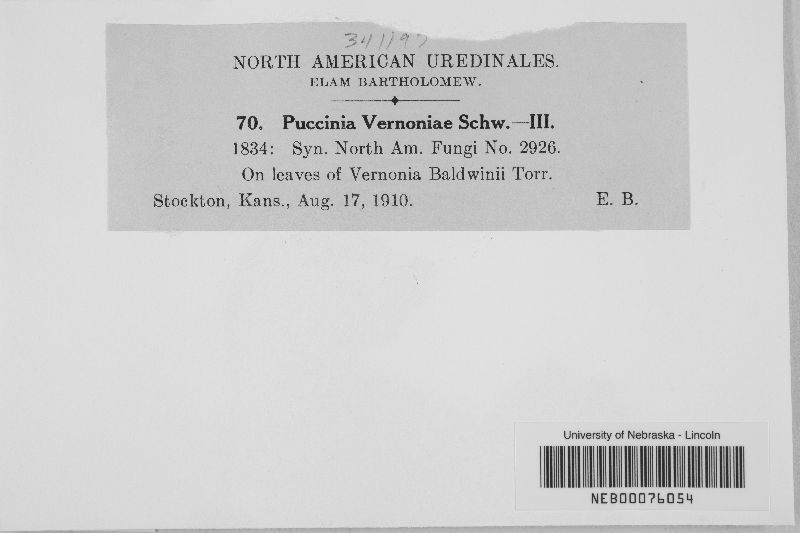 341197
NORTH AMERICAN UREDINALES.
ELAM BARTHOLOMEW.
70. Puccinia Vernoniae Schw.—III.
1834: Syn. North Am. Fungi No. 2926.
On leaves of Vernonia Baldwinii Torr.
Stockton, Kans., Aug. 17, 1910. E. B.
University of Nebraska - Lincoln
NEB00076054